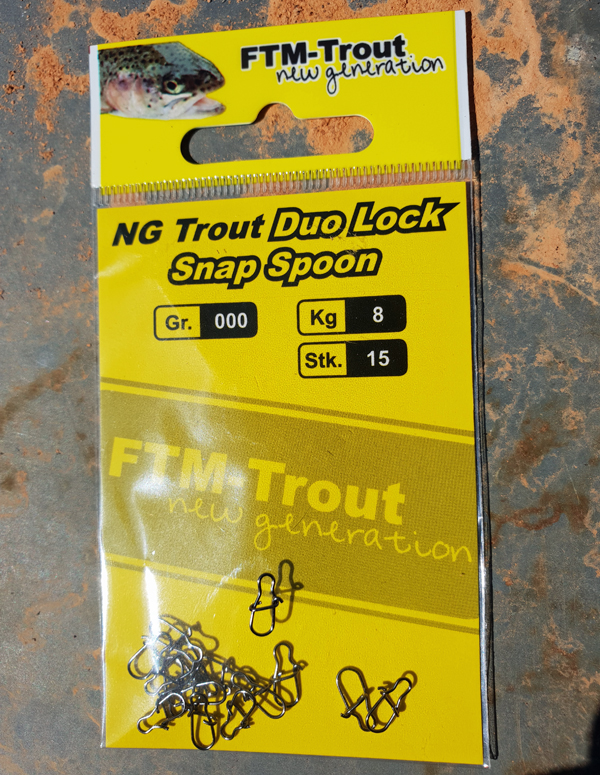 FTM-Trout
new generation
NG Trout Duo Lock
Snap Spoon
Gr. 000
Kg 8
Stk. 15
FTM-Trout
new generation